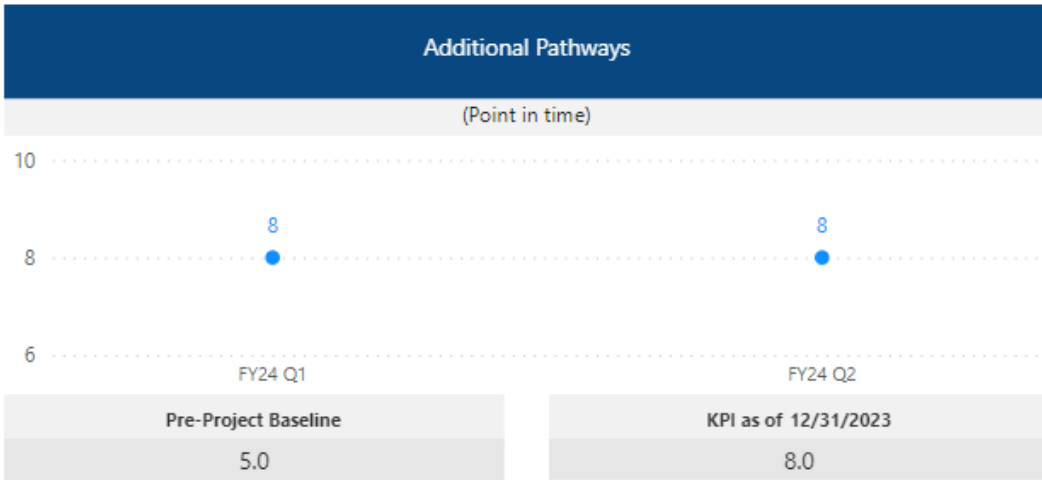 Additional Pathways
(Point in time)
10
8 8
8
6
FY24 Q1 FY24 Q2
Pre-Project Baseline KPI as of 12/31/2023
5.0 8.0